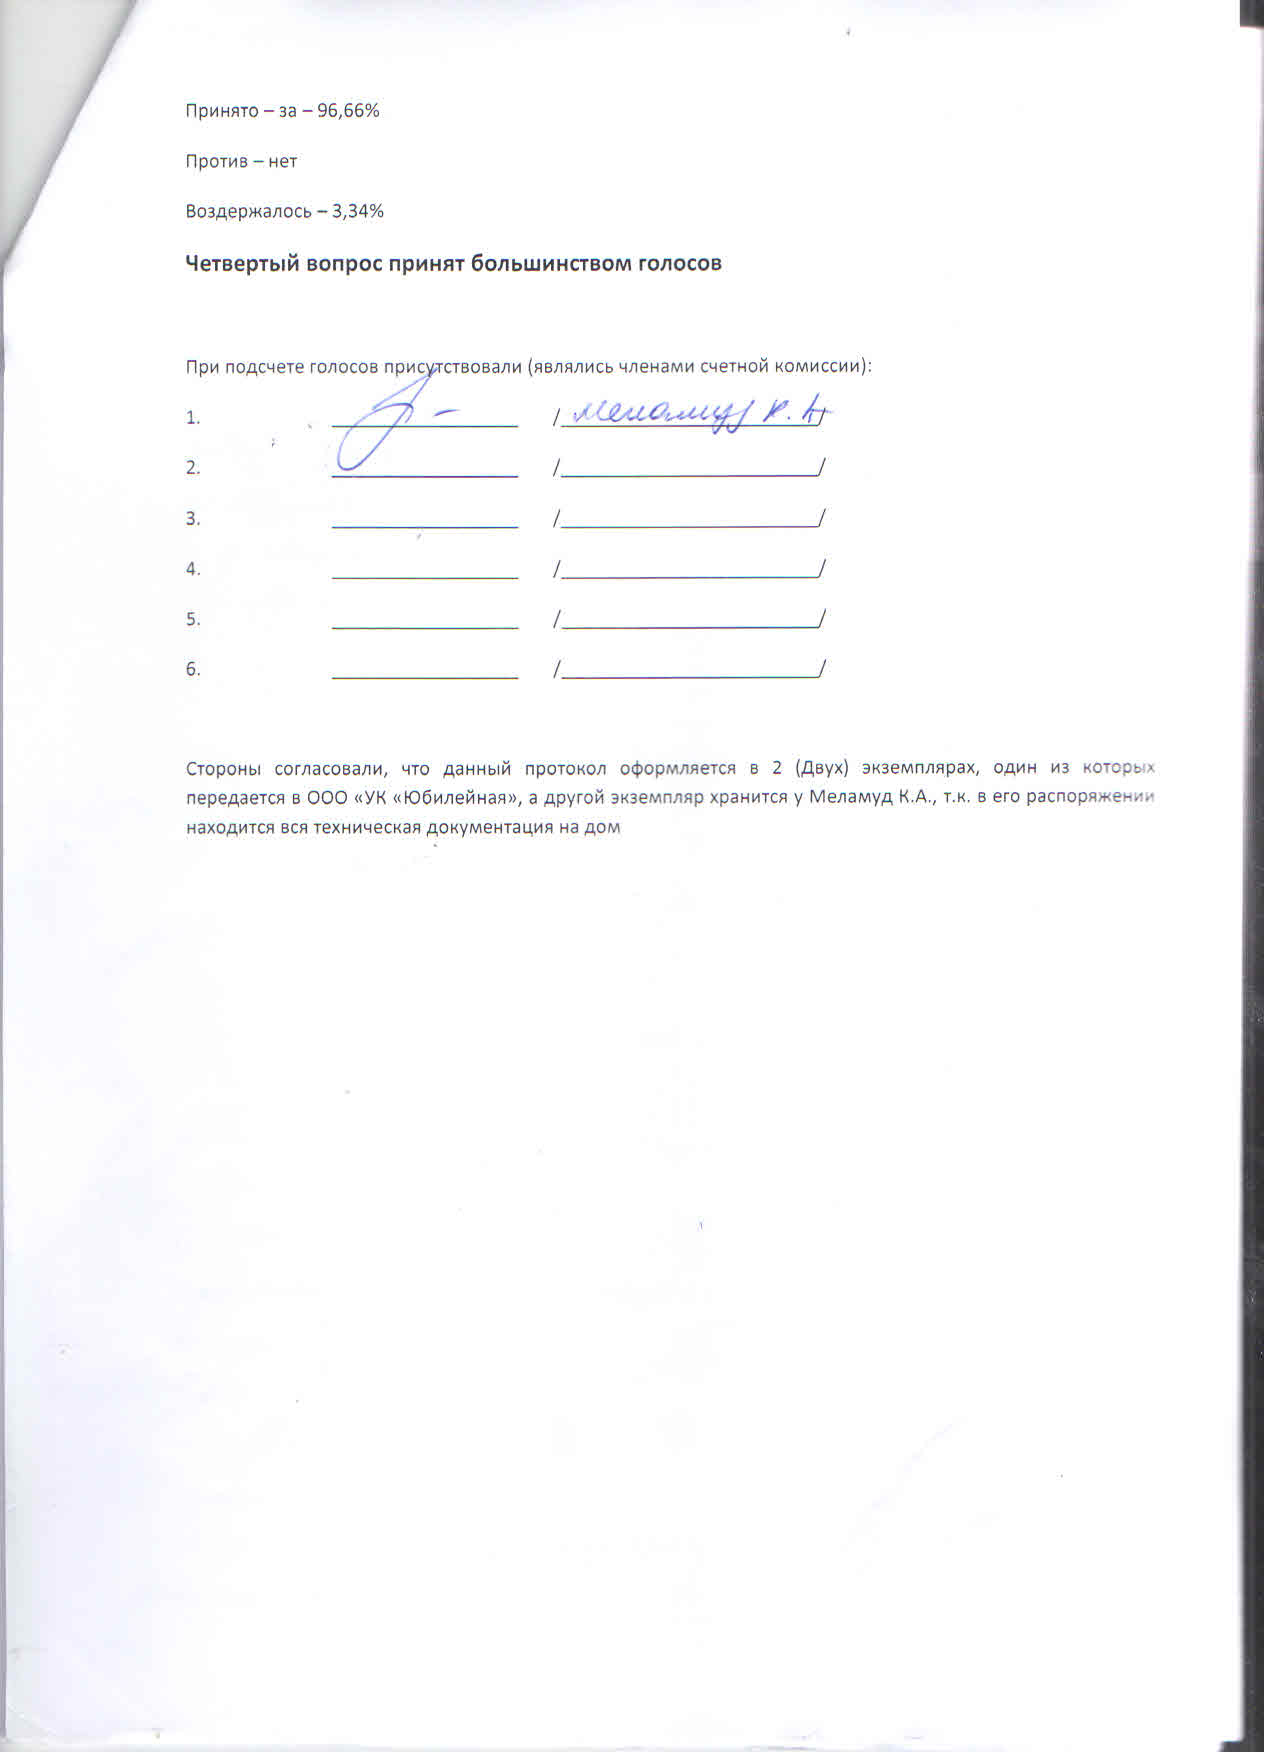 Принято – за – 96,66%
Против – нет
Воздержалось – 3,34%
Четвертый вопрос принят большинством голосов
При подсчете голосов присутствовали (являлись членами счетной комиссии):
1. /Меламуд К.А/
2. / /
3. / /
4. / /
5. / /
6. / /
Стороны согласовали, что данный протокол оформляется в 2 (Двух) экземплярах, один из которых
передается в ООО «УК «Юбилейная», а другой экземпляр хранится у Меламуд К.А., т.к. в его распоряжении
находится вся техническая документация на дом